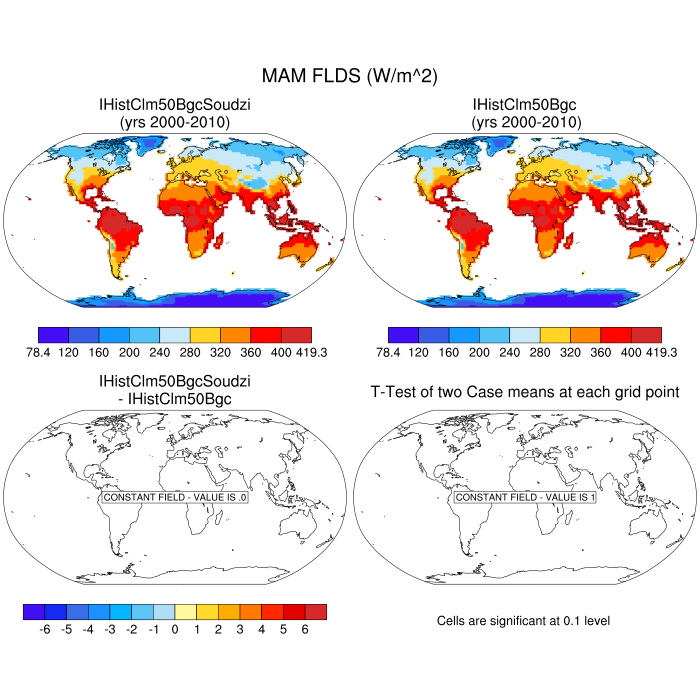 MAM FLDS (W/m^2)
IHistClm50BgcSoudzi
(yrs 2000-2010)
IHistClm50Bgc
(yrs 2000-2010)
78.4 120 160 200 240 280 320 360 400 419.3
78.4 120 160 200 240 280 320 360 400 419.3
IHistClm50BgcSoudzi
- IHistClm50Bgc
T-Test of two Case means at each grid point
CONSTANT FIELD - VALUE IS .0
CONSTANT FIELD - VALUE IS 1
-6 -5 -4 -3 -2 -1 0 1 2 3 4 5 6
Cells are significant at 0.1 level